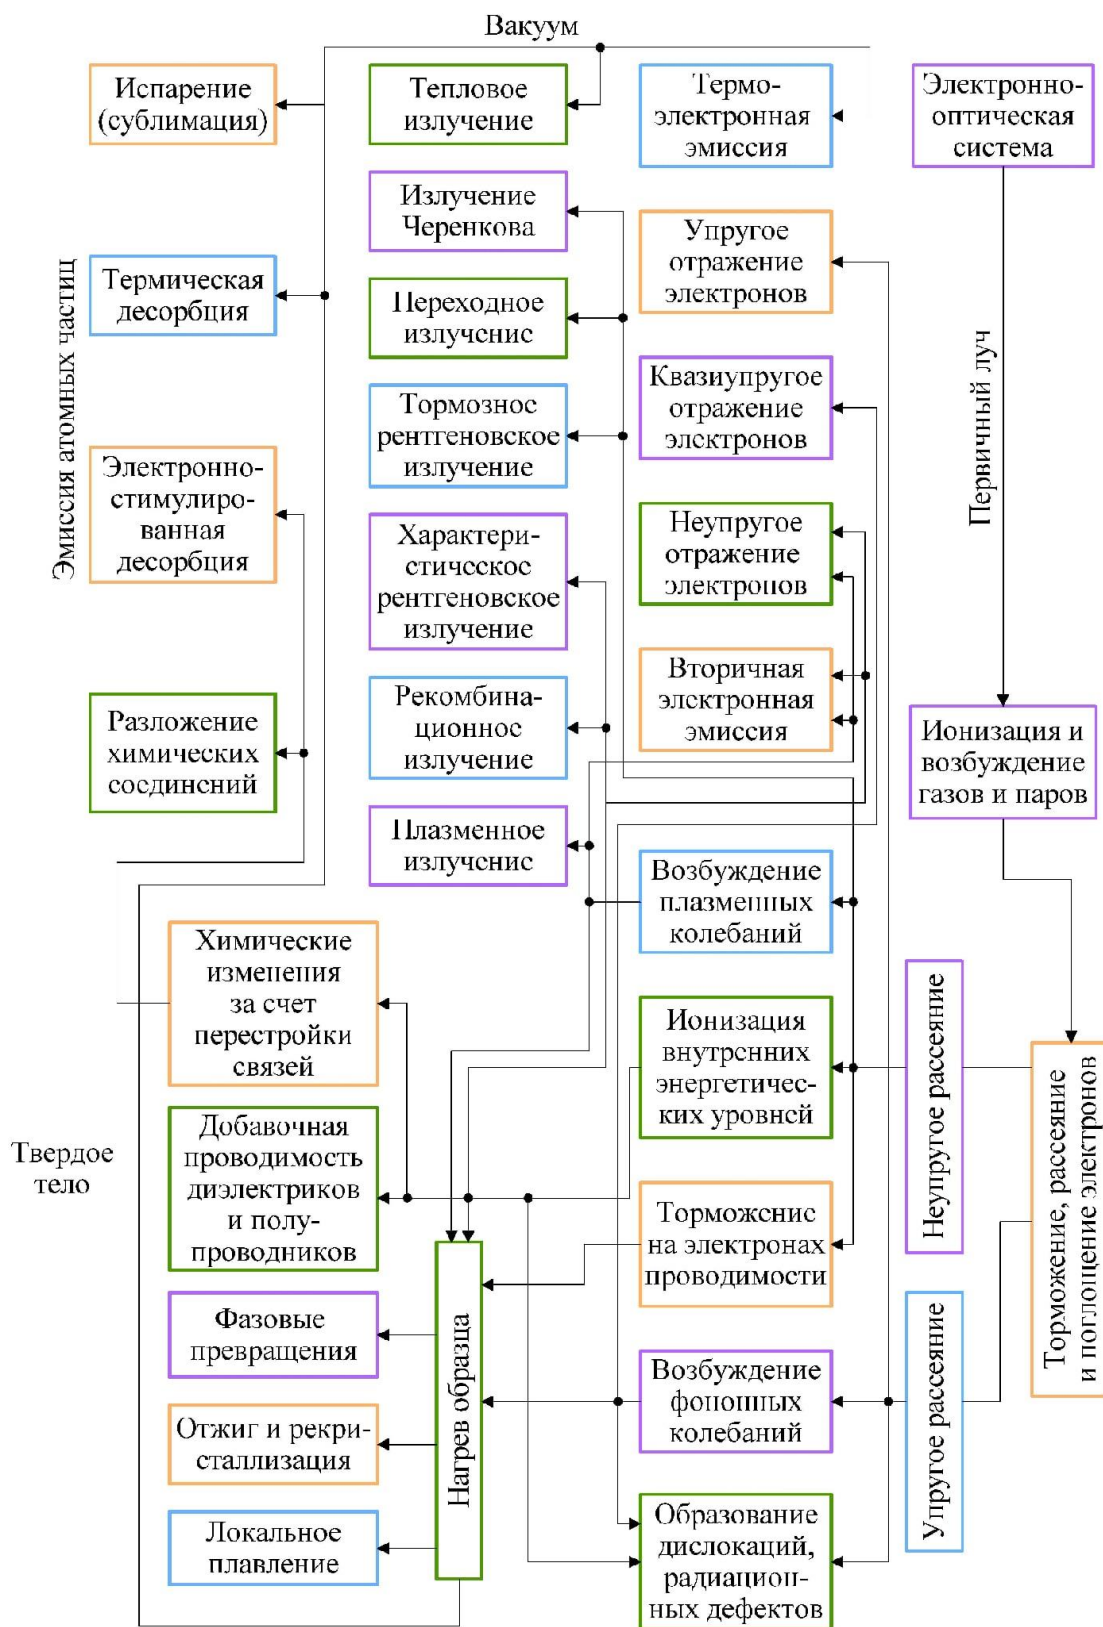 Вакуум
Испарение
(сублимация)
Тепловое
излучение
Термо-
электронная
эмиссия
Электронно-
оптическая
система
Излучение
Черенкова
Упругое
отражение
электронов
Термическая
десорбция
Переходное
излучение
Эмиссия атомных частиц
Квазиупругое
отражение
электронов
Тормозное
рентгеновское
излучение
Первичный луч
Электронно-
стимулиро-
ванная
десорбция
Неупругое
отражение
электронов
Характери-
стическое
рентгеновское
излучение
Вторичная
электронная
эмиссия
Рекомбина-
ционное
излучение
Разложение
химических
соединений
Ионизация и
возбуждение
газов и паров
Плазменное
излучение
Возбуждение
плазменных
колебаний
Химические
изменения
за счет
перестройки
связей
Ионизация
внутренних
энергетичес-
ких уровней
Неупругое рассеяние
Торможение, рассеяние
и поглощение электронов
Твердое
тело
Добавочная
проводимость
диэлектриков
и полу-
проводников
Торможение
на электронах
проводимости
Нагрев образца
Фазовые
превращения
Возбуждение
фононных
колебаний
Упругое рассеяние
Отжиг и рекри-
сталлизация
Локальное
плавление
Образование
дислокаций,
радиацион-
ных дефектов